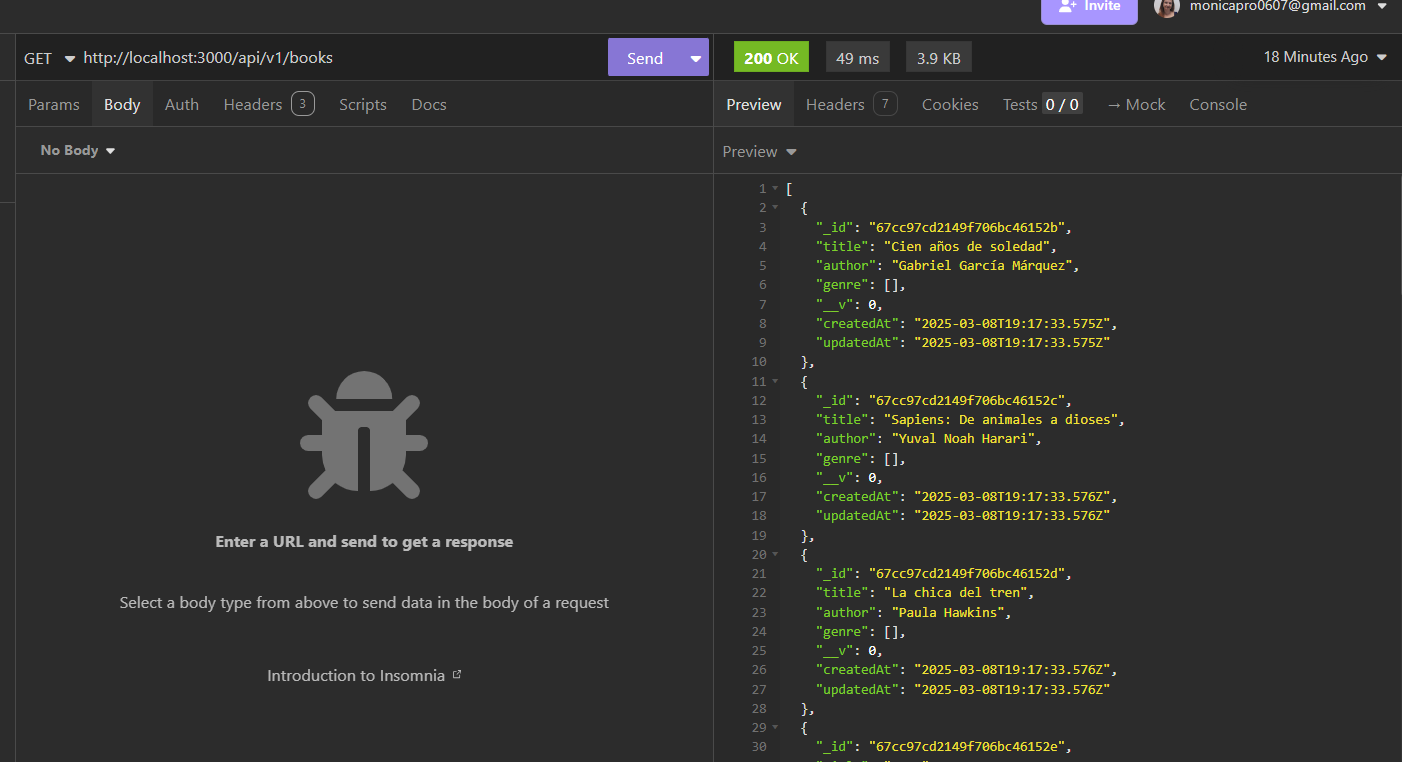 Invite monicapro0607@gmail.com
GET http://localhost:3000/api/v1/books Send
200 OK 49 ms 3.9 KB 18 Minutes Ago
Params Body Auth Headers 3 Scripts Docs
Preview Headers 7 Cookies Tests 0 / 0 → Mock Console
No Body
Preview
Enter a URL and send to get a response
Select a body type from above to send data in the body of a request
Introduction to Insomnia
1 [
2 {
3 "_id": "67cc97cd2149f706bc46152b",
4 "title": "Cien años de soledad",
5 "author": "Gabriel García Márquez",
6 "genre": [],
7 "__v": 0,
8 "createdAt": "2025-03-08T19:17:33.575Z",
9 "updatedAt": "2025-03-08T19:17:33.575Z"
10 },
11 {
12 "_id": "67cc97cd2149f706bc46152c",
13 "title": "Sapiens: De animales a dioses",
14 "author": "Yuval Noah Harari",
15 "genre": [],
16 "__v": 0,
17 "createdAt": "2025-03-08T19:17:33.576Z",
18 "updatedAt": "2025-03-08T19:17:33.576Z"
19 },
20 {
21 "_id": "67cc97cd2149f706bc46152d",
22 "title": "La chica del tren",
23 "author": "Paula Hawkins",
24 "genre": [],
25 "__v": 0,
26 "createdAt": "2025-03-08T19:17:33.576Z",
27 "updatedAt": "2025-03-08T19:17:33.576Z"
28 },
29 {
30 "_id": "67cc97cd2149f706bc46152e",